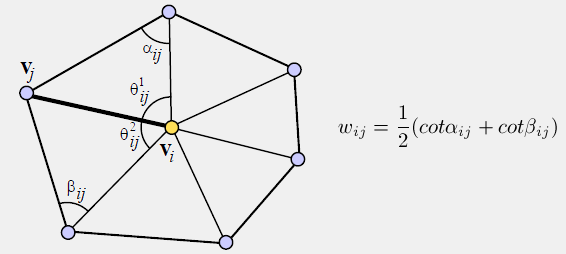 α_ij
v_j
θ^1_ij
θ^2_ij
v_i
β_ij
w_ij = 1/2 (cotα_ij + cotβ_ij)